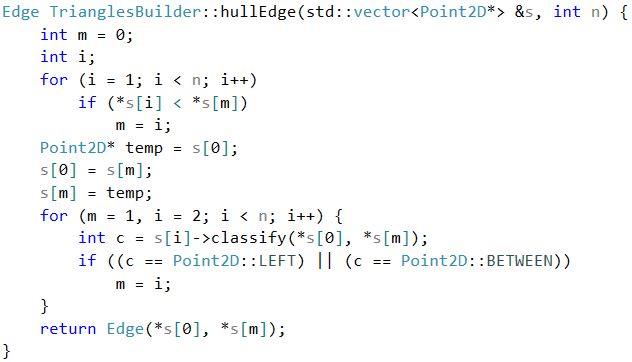 Edge TrianglesBuilder::hullEdge(std::vector<Point2D*> &s, int n) {
    int m = 0;
    int i;
    for (i = 1; i < n; i++)
        if (*s[i] < *s[m])
            m = i;
    Point2D* temp = s[0];
    s[0] = s[m];
    s[m] = temp;
    for (m = 1, i = 2; i < n; i++) {
        int c = s[i]->classify(*s[0], *s[m]);
        if ((c == Point2D::LEFT) || (c == Point2D::BETWEEN))
            m = i;
    }
    return Edge(*s[0], *s[m]);
}